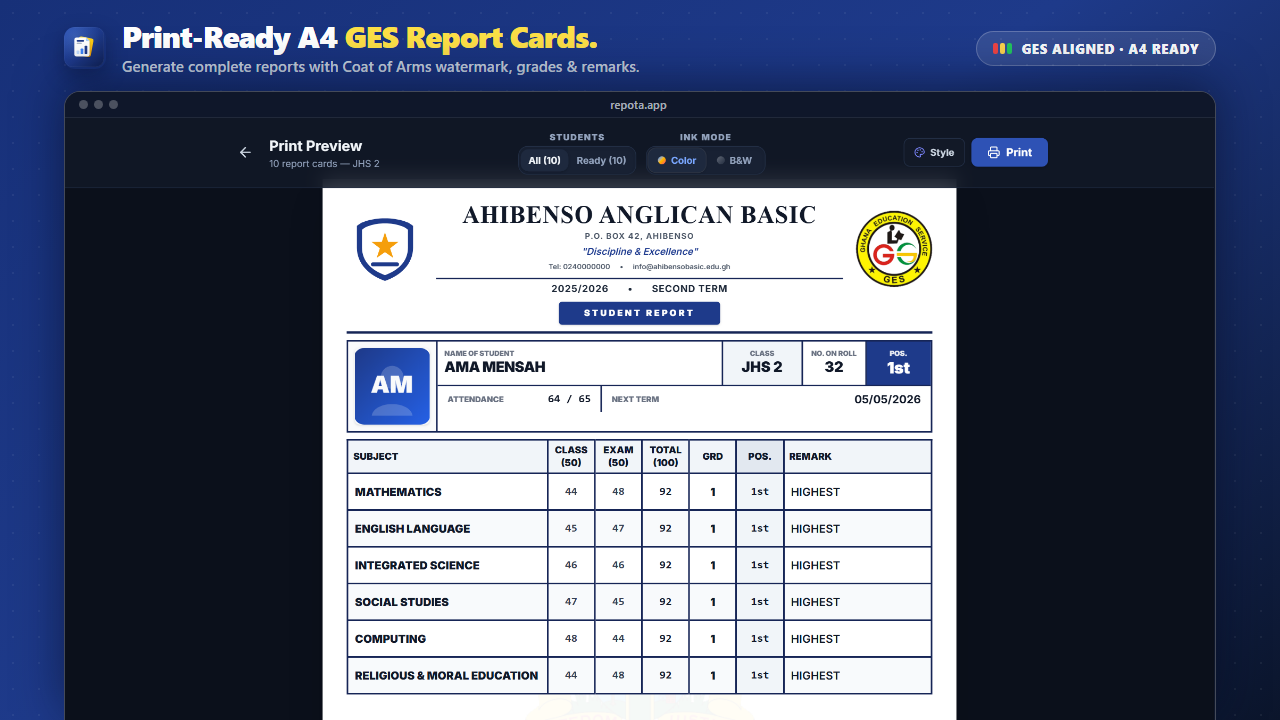 Print-Ready A4 GES Report Cards.
Generate complete reports with Coat of Arms watermark, grades & remarks.
GES ALIGNED · A4 READY
repota.app
Print Preview
10 report cards — JHS 2
STUDENTS
All (10) Ready (10)
INK MODE
Color B&W
Style
Print
AHIBENSO ANGLICAN BASIC
P.O. BOX 42, AHIBENSO
"Discipline & Excellence"
Tel: 0240000000 • info@ahibensobasic.edu.gh
2025/2026 • SECOND TERM
STUDENT REPORT
GHANA EDUCATION SERVICE
GES
GES
AM
NAME OF STUDENT
AMA MENSAH
CLASS
JHS 2
NO. ON ROLL
32
POS.
1st
ATTENDANCE 64 / 65
NEXT TERM 05/05/2026
SUBJECT CLASS (50) EXAM (50) TOTAL (100) GRD POS. REMARK
MATHEMATICS 44 48 92 1 1st HIGHEST
ENGLISH LANGUAGE 45 47 92 1 1st HIGHEST
INTEGRATED SCIENCE 46 46 92 1 1st HIGHEST
SOCIAL STUDIES 47 45 92 1 1st HIGHEST
COMPUTING 48 44 92 1 1st HIGHEST
RELIGIOUS & MORAL EDUCATION 44 48 92 1 1st HIGHEST